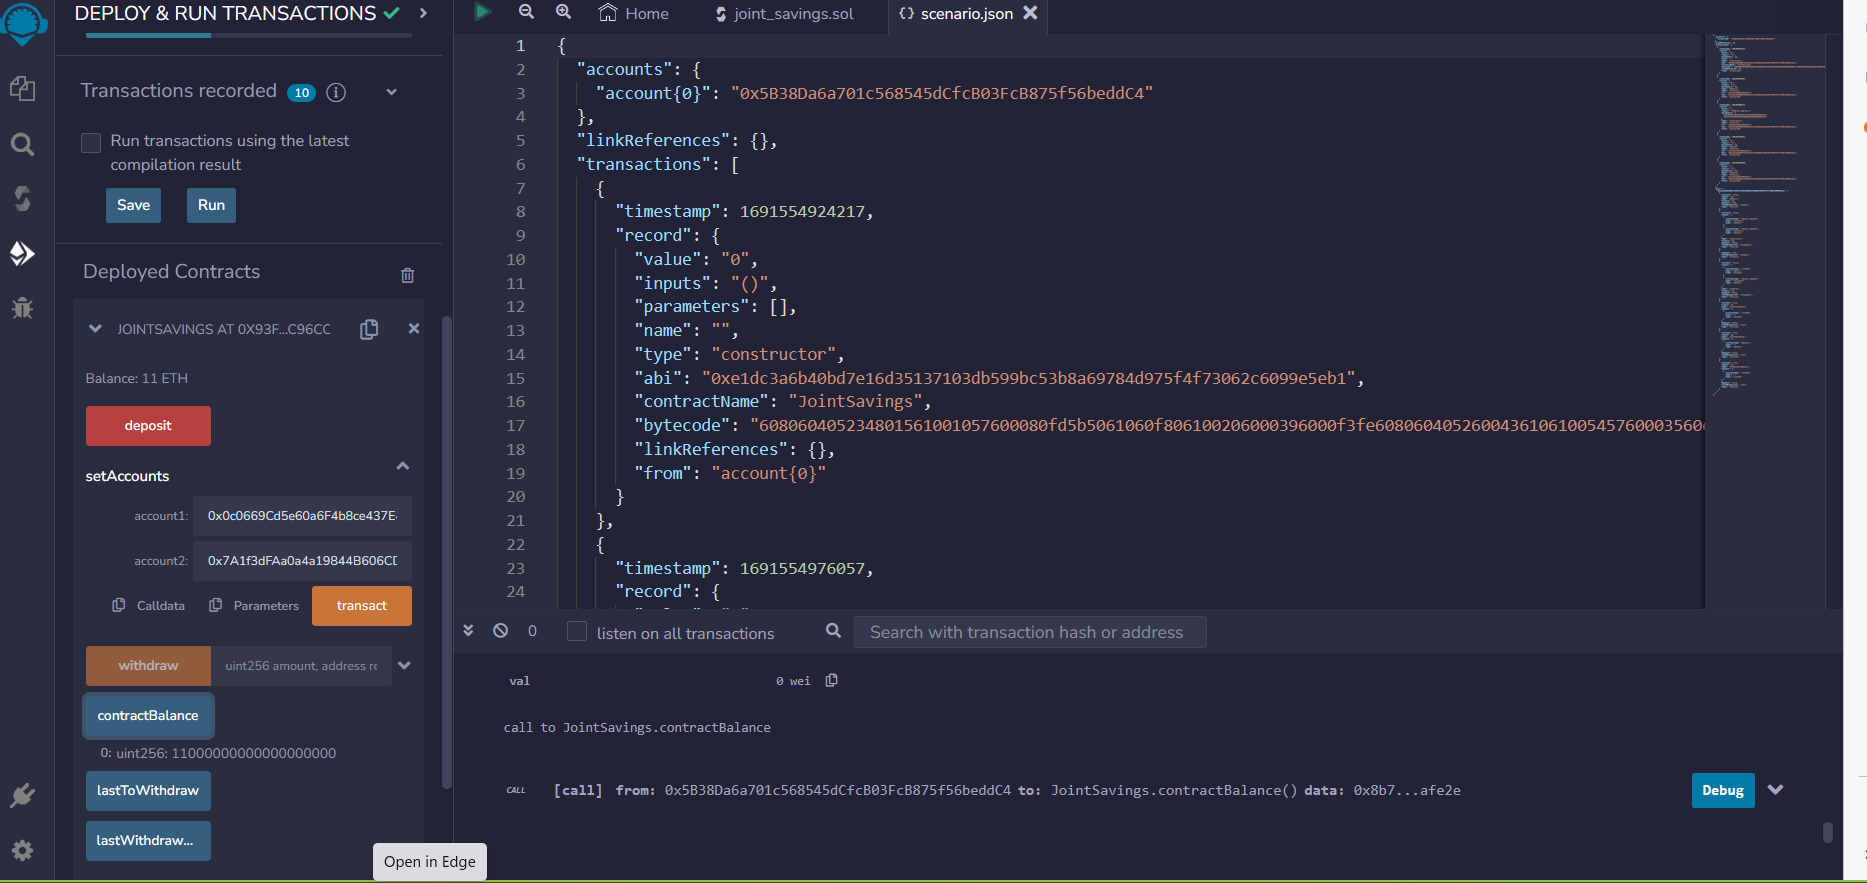 DEPLOY & RUN TRANSACTIONS
Transactions recorded 10 i
Run transactions using the latest
compilation result
Save Run
Deployed Contracts
JOINTSAVINGS AT 0X93F...C96CC
Balance: 11 ETH
deposit
setAccounts
account1: 0x0c0669Cd5e60a6F4b8ce437E
account2: 0x7A1f3dFAa0a4a19844B606CD
Calldata Parameters transact
withdraw uint256 amount, address re
contractBalance
0: uint256: 11000000000000000000
lastToWithdraw
lastWithdraw...
Open in Edge
Home joint_savings.sol {} scenario.json
1 {
2 "accounts": {
3 "account{0}": "0x5B38Da6a701c568545dCfcB03FcB875f56beddC4"
4 },
5 "linkReferences": {},
6 "transactions": [
7 {
8 "timestamp": 1691554924217,
9 "record": {
10 "value": "0",
11 "inputs": "()",
12 "parameters": [],
13 "name": "",
14 "type": "constructor",
15 "abi": "0xe1dc3a6b40bd7e16d35137103db599bc53b8a69784d975f4f73062c6099e5eb1",
16 "contractName": "JointSavings",
17 "bytecode": "608060405234801561001057600080fd5b5061060f806100206000396000f3fe60806040526004361061005457600035606
18 "linkReferences": {},
19 "from": "account{0}"
20 }
21 },
22 {
23 "timestamp": 1691554976057,
24 "record": {
0 listen on all transactions Search with transaction hash or address
val 0 wei
call to JointSavings.contractBalance
CALL [call] from: 0x5B38Da6a701c568545dCfcB03FcB875f56beddC4 to: JointSavings.contractBalance() data: 0x8b7...afe2e
Debug